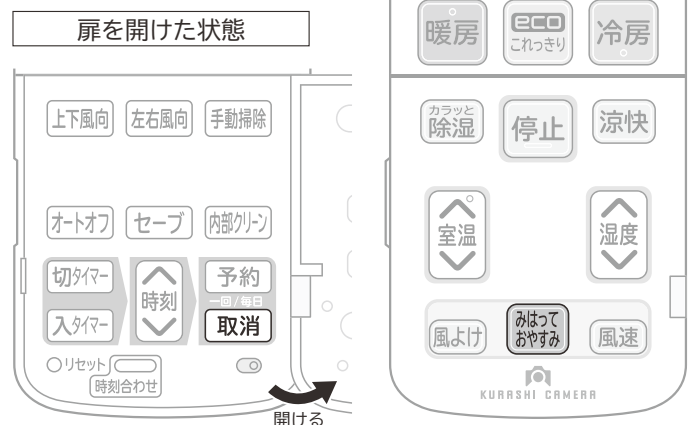 扉を開けた状態
上下風向
左右風向
手動掃除
オートオフ
セーブ
内部クリーン
切タイマー
入タイマー
時刻
予約
一回/毎日
取消
リセット
時刻合わせ
開ける
暖房
eco
これっきり
冷房
カラッと
除湿
停止
涼快
室温
湿度
風よけ
みはって
おやすみ
風速
KURASHI CAMERA